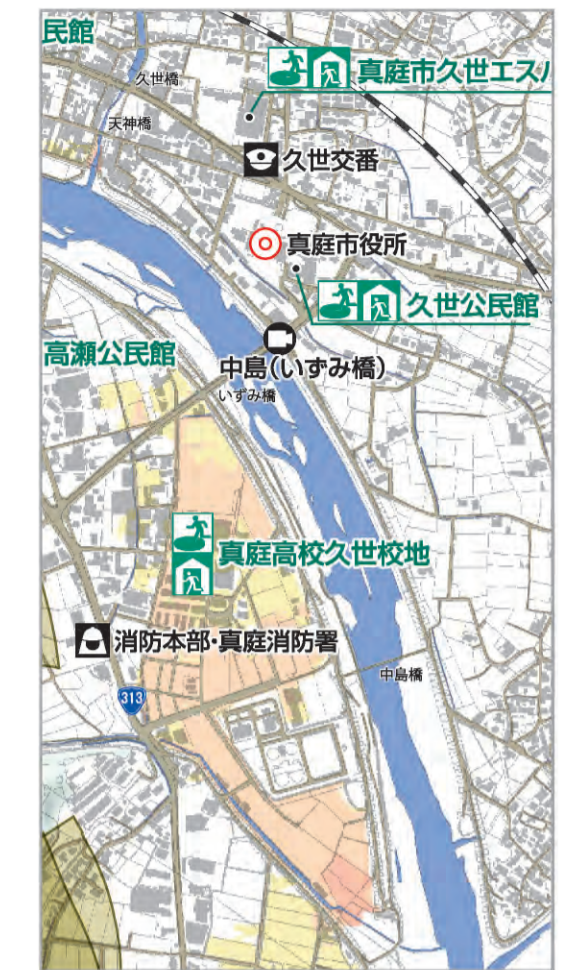 民館
久世橋
真庭市久世エスパ
天神橋
久世交番
真庭市役所
久世公民館
高瀬公民館
中島(いずみ橋)
いずみ橋
真庭高校久世校地
消防本部・真庭消防署
中島橋
313